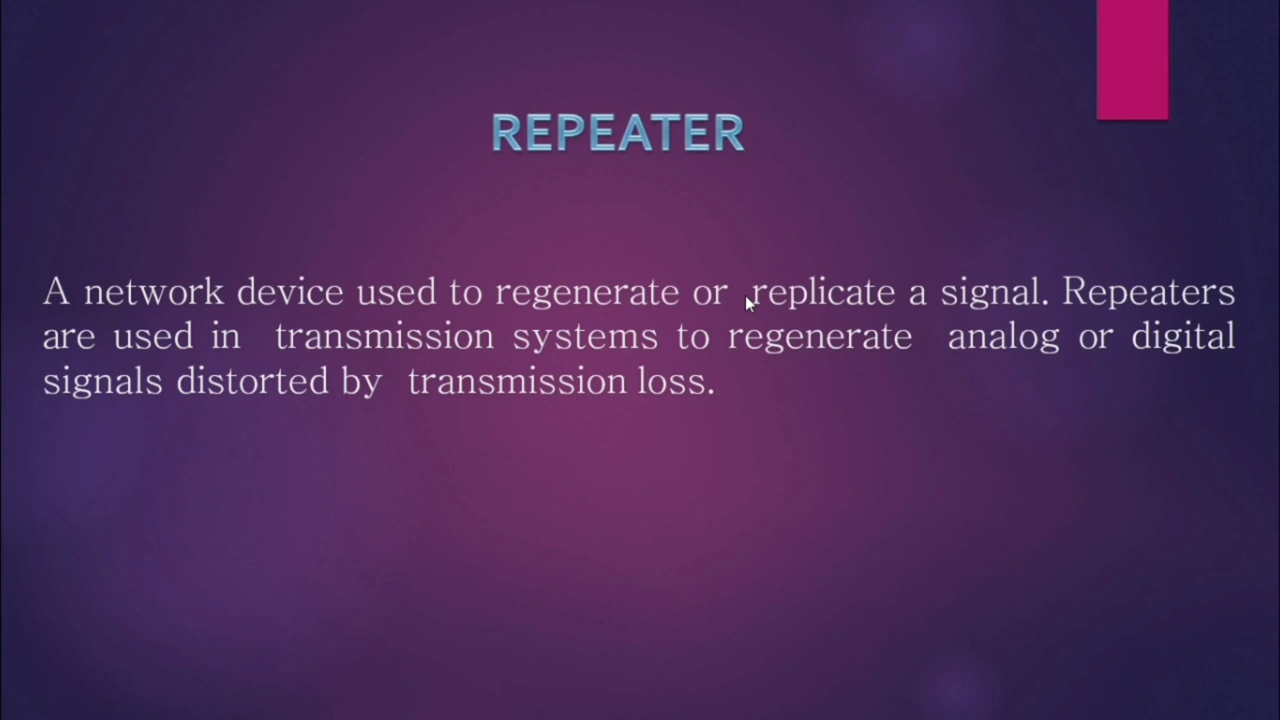 REPEATER
A network device used to regenerate or replicate a signal. Repeaters
are used in transmission systems to regenerate analog or digital
signals distorted by transmission loss.